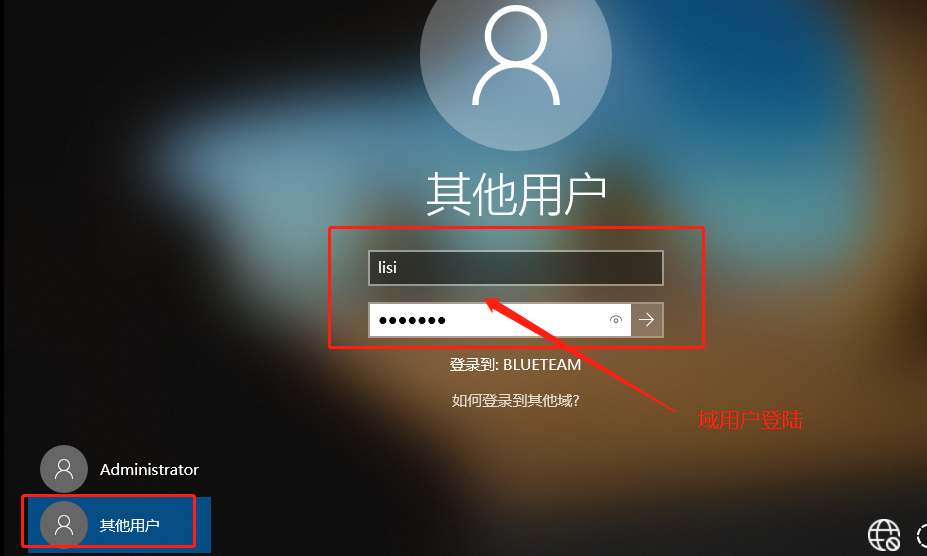 其他用户
lisi
●●●●●●●
登录到: BLUETEAM
如何登录到其他域?
域用户登陆
Administrator
其他用户